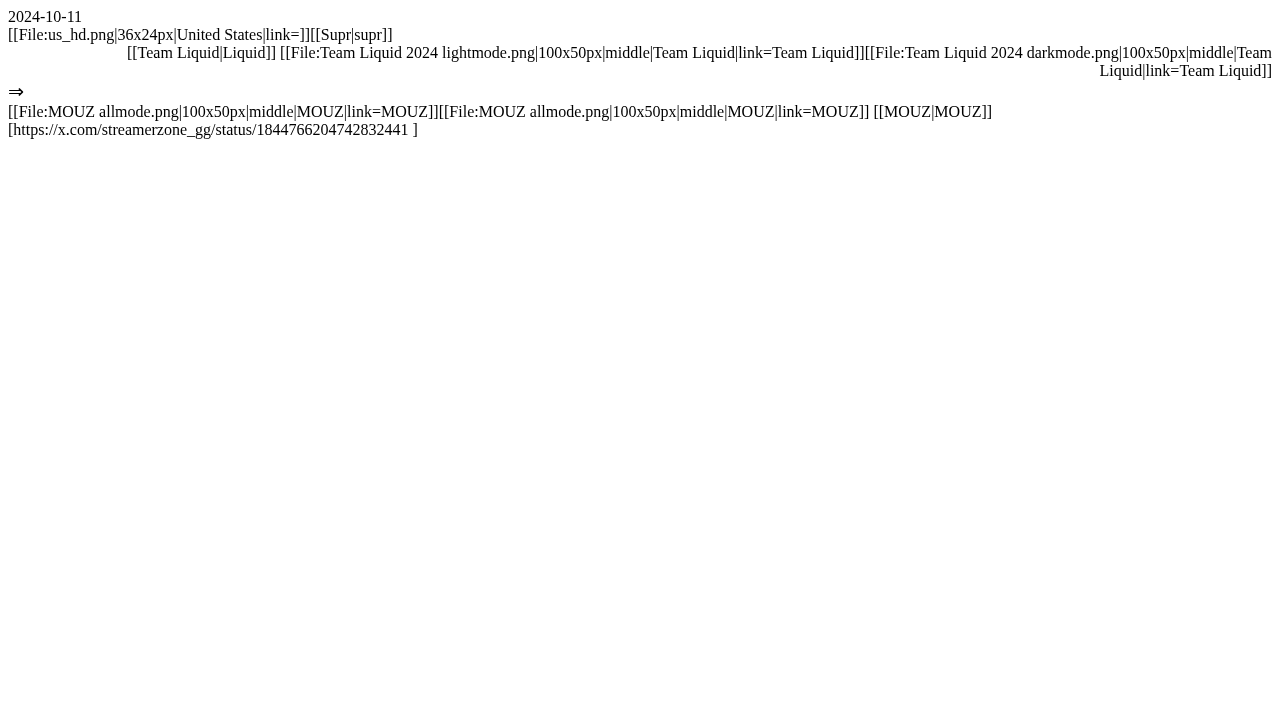 2024-10-11
[[File:us_hd.png|36x24px|United States|link=]][[Supr|supr]]
[[Team Liquid|Liquid]] [[File:Team Liquid 2024 lightmode.png|100x50px|middle|Team Liquid|link=Team Liquid]][[File:Team Liquid 2024 darkmode.png|100x50px|middle|Team
Liquid|link=Team Liquid]]
⇒
[[File:MOUZ allmode.png|100x50px|middle|MOUZ|link=MOUZ]][[File:MOUZ allmode.png|100x50px|middle|MOUZ|link=MOUZ]] [[MOUZ|MOUZ]]
[https://x.com/streamerzone_gg/status/1844766204742832441 ]